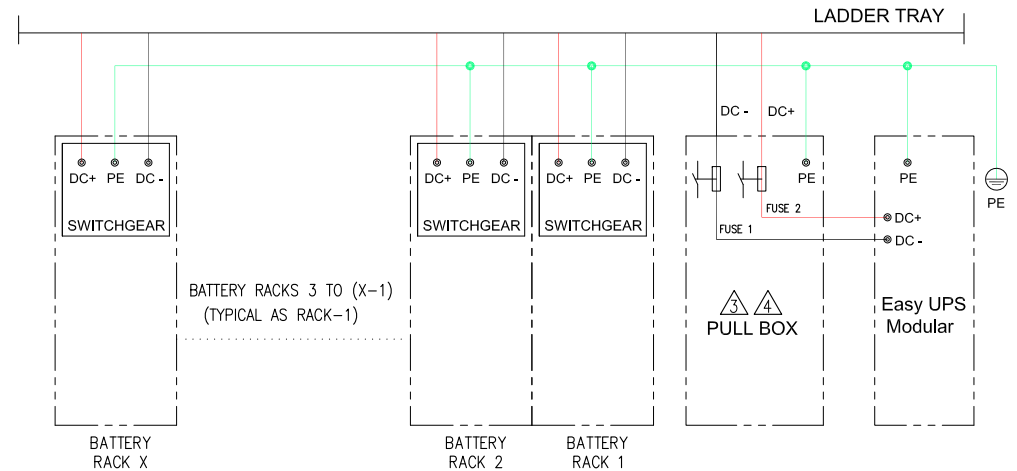 LADDER TRAY
DC - DC+
DC+ PE DC -
SWITCHGEAR
DC+ PE DC -
SWITCHGEAR
DC+ PE DC -
SWITCHGEAR
PE
FUSE 2
FUSE 1
PE
DC+
DC -
PE
BATTERY RACKS 3 TO (X-1)
(TYPICAL AS RACK-1)
3 4
PULL BOX
Easy UPS
Modular
BATTERY
RACK X
BATTERY
RACK 2
BATTERY
RACK 1